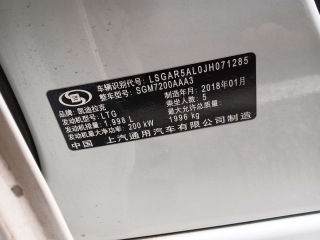 车辆识别代号: LSGAR5AL0JH071285
整车型号: SGM7200AAA3
品牌: 凯迪拉克 制造年月: 2018年01月
发动机型号: LTG 乘坐人数: 5
发动机排量: 1.998 L 最大允许总质量:
发动机最大净功率: 200 kW 1996 kg
中国 上汽通用汽车有限公司制造